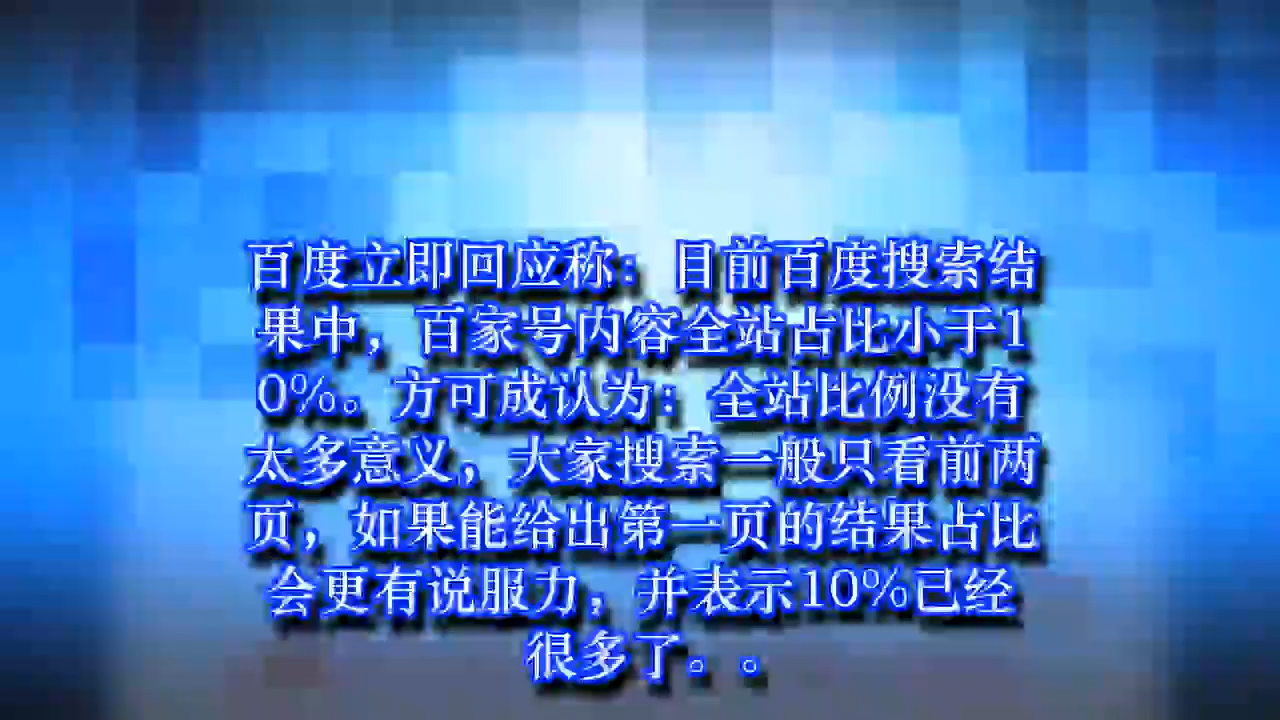 百度立即回应称：目前百度搜索结
果中，百家号内容全站占比小于1
0%。方可成认为：全站比例没有
太多意义，大家搜索一般只看前两
页，如果能给出第一页的结果占比
会更有说服力，并表示10%已经
很多了。。